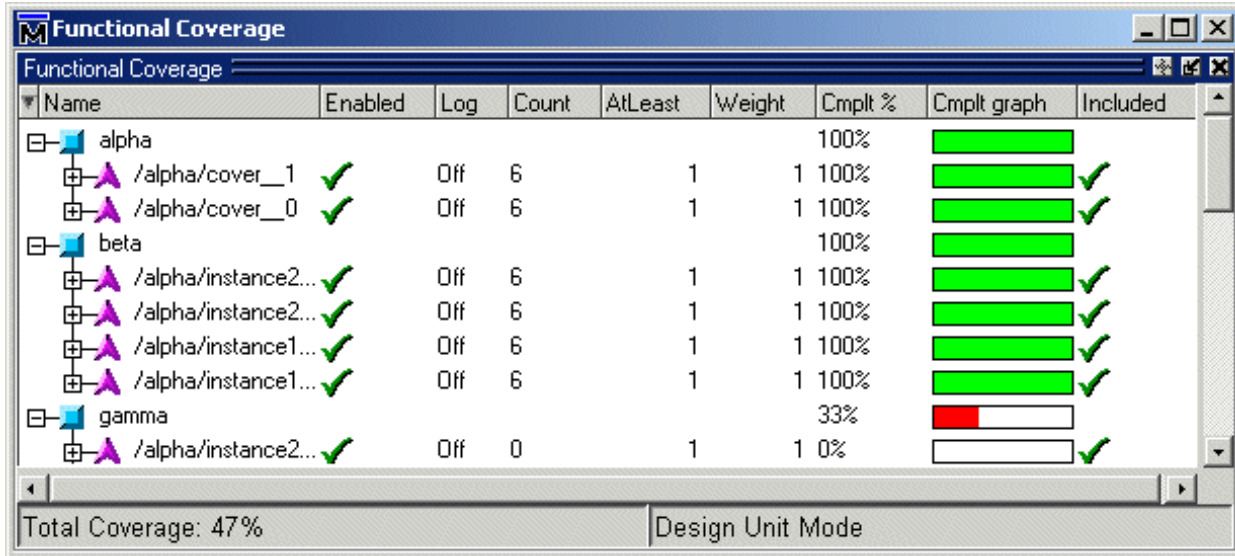 Functional Coverage
Functional Coverage
Name Enabled Log Count AtLeast Weight Cmplt % Cmplt graph Included
alpha 100%
/alpha/cover__1 Off 6 1 1 100%
/alpha/cover__0 Off 6 1 1 100%
beta 100%
/alpha/instance2... Off 6 1 1 100%
/alpha/instance2... Off 6 1 1 100%
/alpha/instance1... Off 6 1 1 100%
/alpha/instance1... Off 6 1 1 100%
gamma 33%
/alpha/instance2... Off 0 1 1 0%
Total Coverage: 47% Design Unit Mode